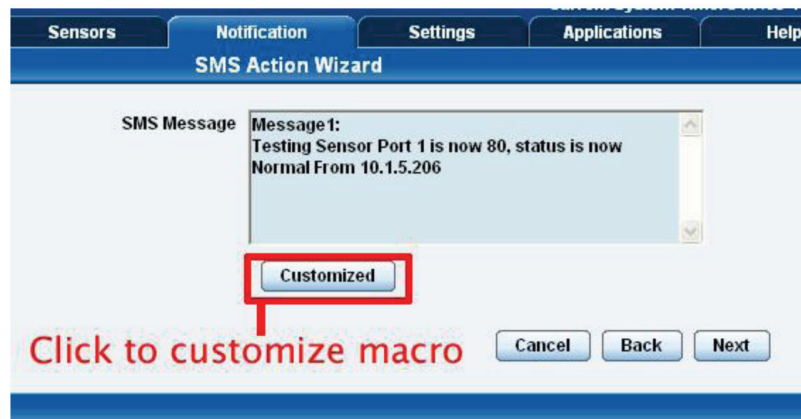 Sensors Notification Settings Applications Help
SMS Action Wizard
SMS Message
Message1:
Testing Sensor Port 1 is now 80, status is now
Normal From 10.1.5.206
Customized
Click to customize macro
Cancel Back Next